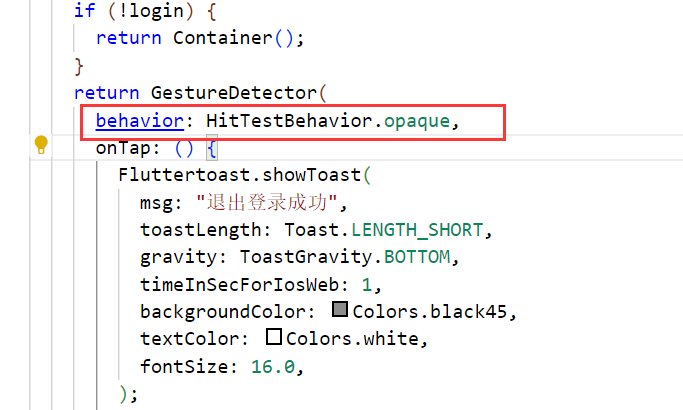 if (!login) {
return Container();
}
return GestureDetector(
behavior: HitTestBehavior.opaque,
onTap: () {
Fluttertoast.showToast(
msg: "退出登录成功",
toastLength: Toast.LENGTH_SHORT,
gravity: ToastGravity.BOTTOM,
timeInSecForIosWeb: 1,
backgroundColor: Colors.black45,
textColor: Colors.white,
fontSize: 16.0,
);